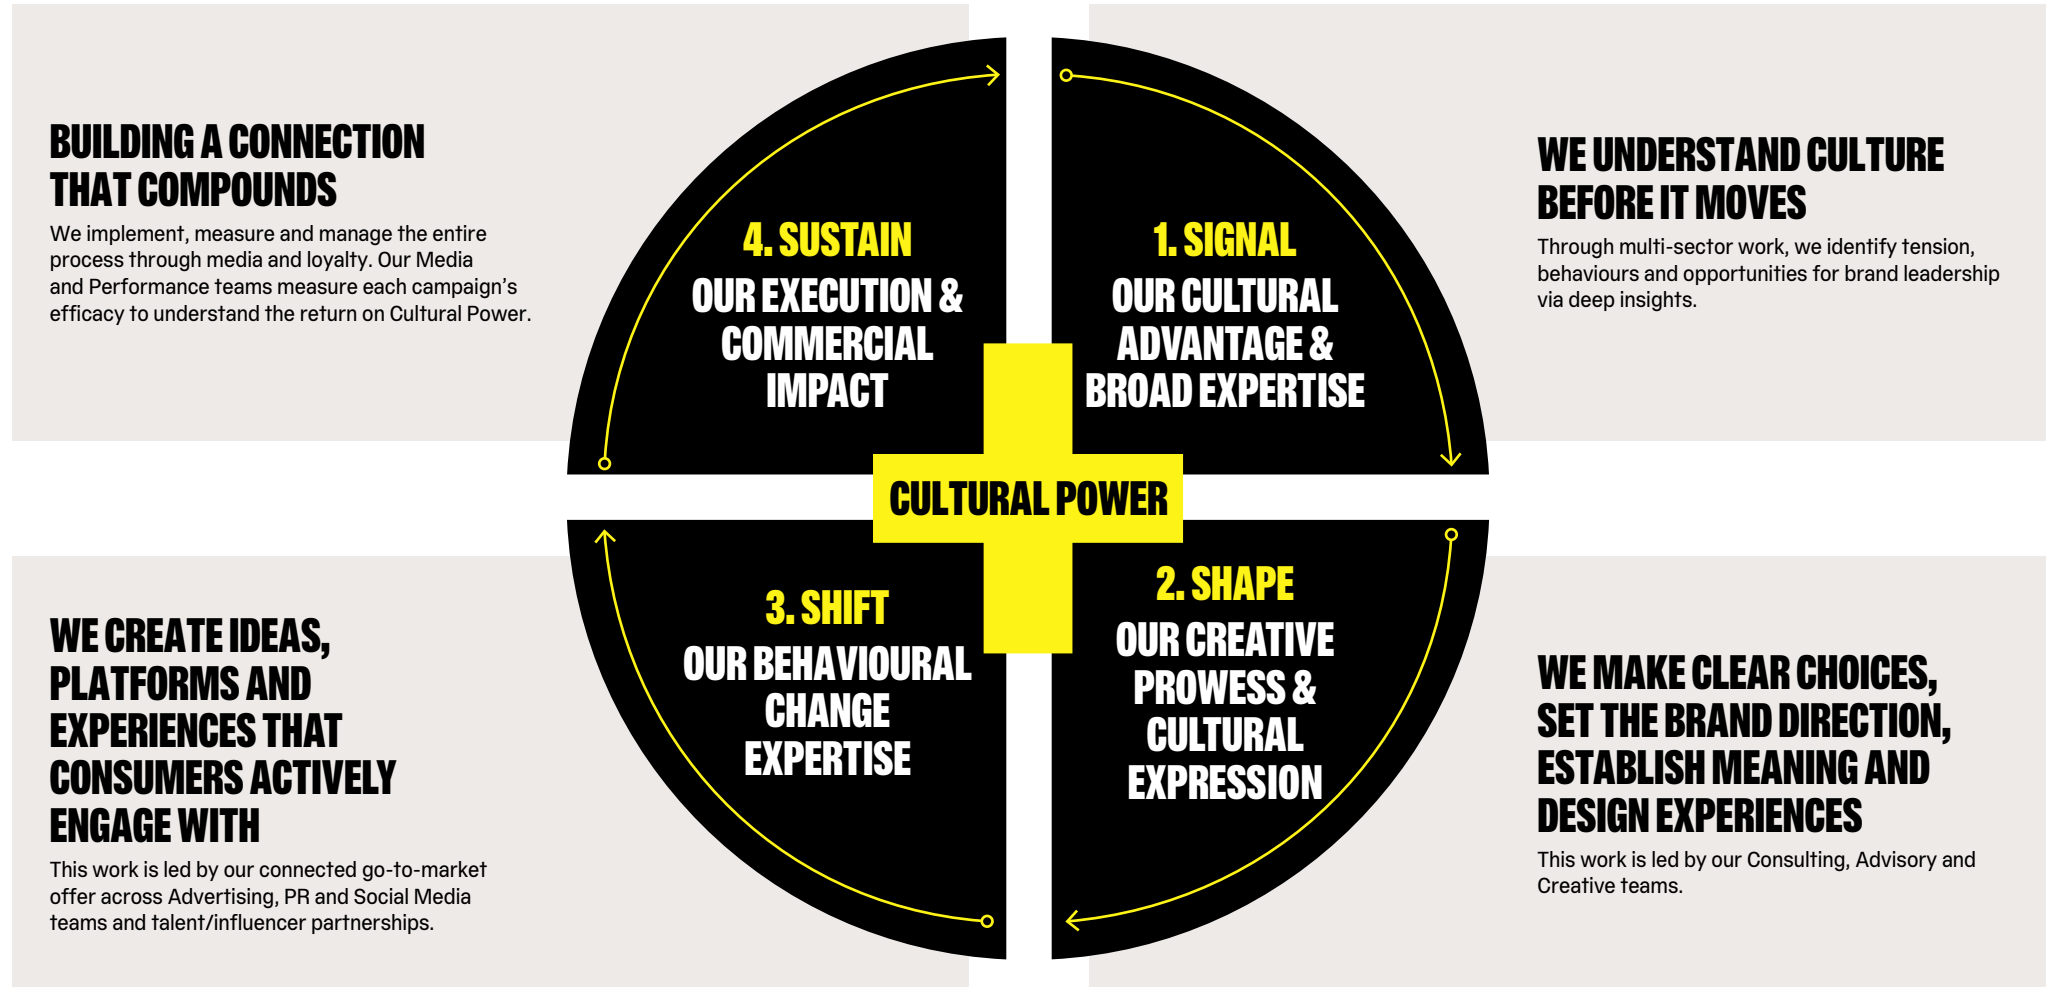 BUILDING A CONNECTION
THAT COMPOUNDS
We implement, measure and manage the entire
process through media and loyalty. Our Media
and Performance teams measure each campaign’s
efficacy to understand the return on Cultural Power.
4. SUSTAIN
OUR EXECUTION &
COMMERCIAL
IMPACT
1. SIGNAL
OUR CULTURAL
ADVANTAGE &
BROAD EXPERTISE
WE UNDERSTAND CULTURE
BEFORE IT MOVES
Through multi-sector work, we identify tension,
behaviours and opportunities for brand leadership
via deep insights.
CULTURAL POWER
WE CREATE IDEAS,
PLATFORMS AND
EXPERIENCES THAT
CONSUMERS ACTIVELY
ENGAGE WITH
This work is led by our connected go-to-market
offer across Advertising, PR and Social Media
teams and talent/influencer partnerships.
3. SHIFT
OUR BEHAVIOURAL
CHANGE
EXPERTISE
2. SHAPE
OUR CREATIVE
PROWESS &
CULTURAL
EXPRESSION
WE MAKE CLEAR CHOICES,
SET THE BRAND DIRECTION,
ESTABLISH MEANING AND
DESIGN EXPERIENCES
This work is led by our Consulting, Advisory and
Creative teams.